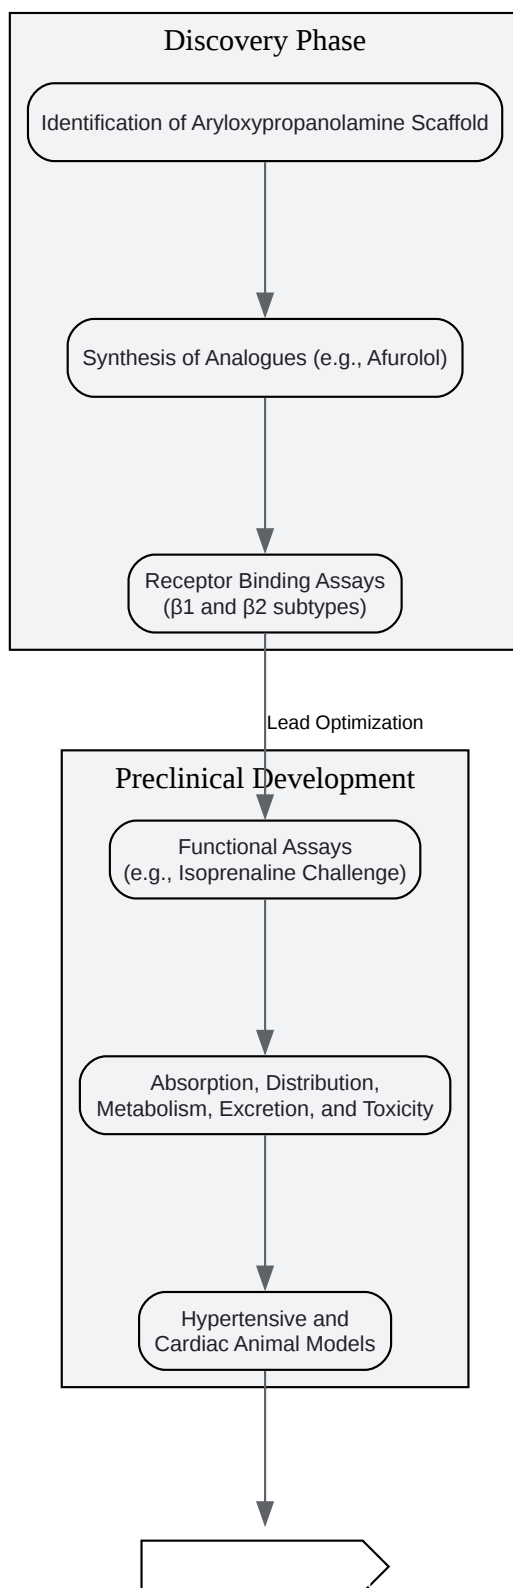 Discovery Phase
Identification of Aryloxypropanolamine Scaffold
Synthesis of Analogues (e.g., Afurolol)
Receptor Binding Assays
(β1 and β2 subtypes)
Lead Optimization
Preclinical Development
Functional Assays
(e.g., Isoprenaline Challenge)
Absorption, Distribution,
Metabolism, Excretion, and Toxicity
Hypertensive and
Cardiac Animal Models